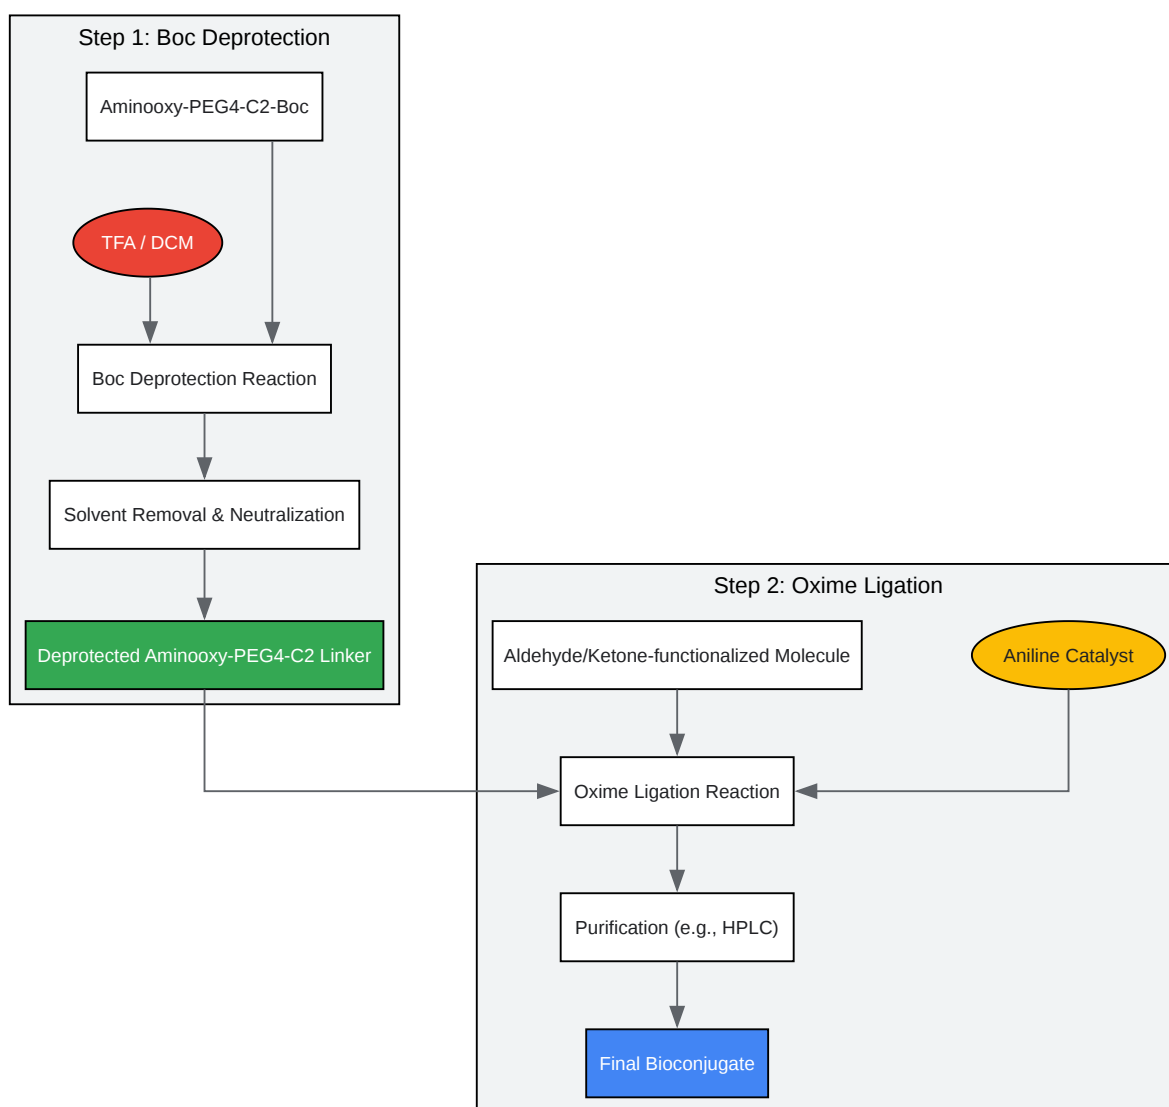 Step 1: Boc Deprotection
Aminooxy-PEG4-C2-Boc
TFA / DCM
Boc Deprotection Reaction
Solvent Removal & Neutralization
Deprotected Aminooxy-PEG4-C2 Linker
Step 2: Oxime Ligation
Aldehyde/Ketone-functionalized Molecule
Aniline Catalyst
Oxime Ligation Reaction
Purification (e.g., HPLC)
Final Bioconjugate